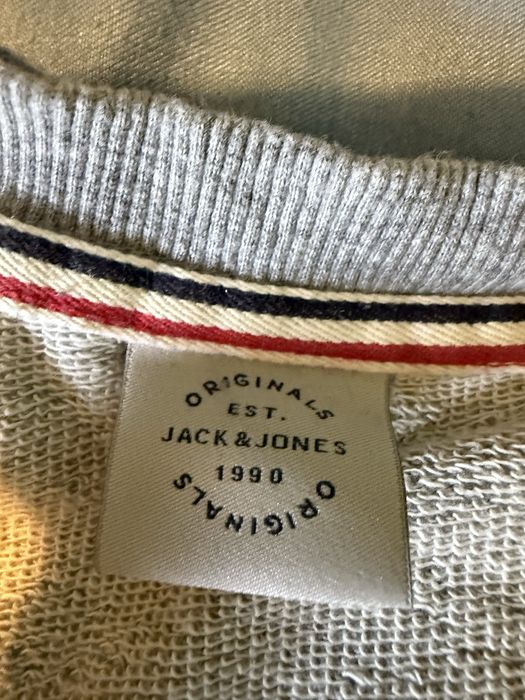 ORIGINALS
EST.
JACK & JONES
1990
ORIGINALS